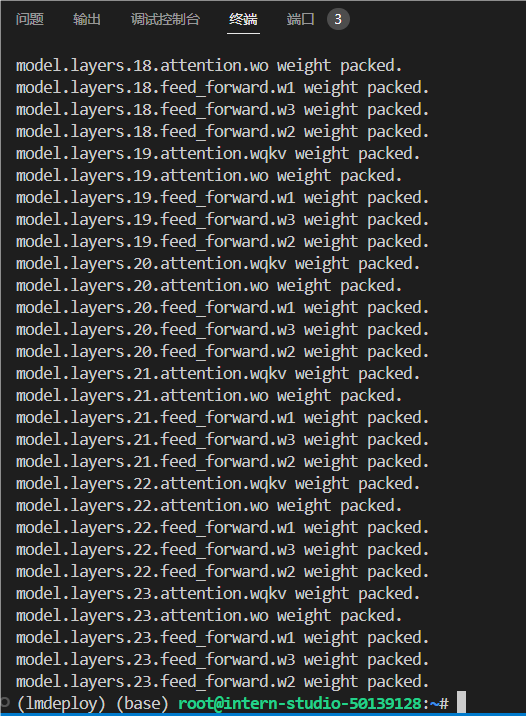 问题 输出 调试控制台 终端 端口 3
model.layers.18.attention.wo weight packed.
model.layers.18.feed_forward.w1 weight packed.
model.layers.18.feed_forward.w3 weight packed.
model.layers.18.feed_forward.w2 weight packed.
model.layers.19.attention.wqkv weight packed.
model.layers.19.attention.wo weight packed.
model.layers.19.feed_forward.w1 weight packed.
model.layers.19.feed_forward.w3 weight packed.
model.layers.19.feed_forward.w2 weight packed.
model.layers.20.attention.wqkv weight packed.
model.layers.20.attention.wo weight packed.
model.layers.20.feed_forward.w1 weight packed.
model.layers.20.feed_forward.w3 weight packed.
model.layers.20.feed_forward.w2 weight packed.
model.layers.21.attention.wqkv weight packed.
model.layers.21.attention.wo weight packed.
model.layers.21.feed_forward.w1 weight packed.
model.layers.21.feed_forward.w3 weight packed.
model.layers.21.feed_forward.w2 weight packed.
model.layers.22.attention.wqkv weight packed.
model.layers.22.attention.wo weight packed.
model.layers.22.feed_forward.w1 weight packed.
model.layers.22.feed_forward.w3 weight packed.
model.layers.22.feed_forward.w2 weight packed.
model.layers.23.attention.wqkv weight packed.
model.layers.23.attention.wo weight packed.
model.layers.23.feed_forward.w1 weight packed.
model.layers.23.feed_forward.w3 weight packed.
model.layers.23.feed_forward.w2 weight packed.
(lmdeploy) (base) root@intern-studio-50139128:~#